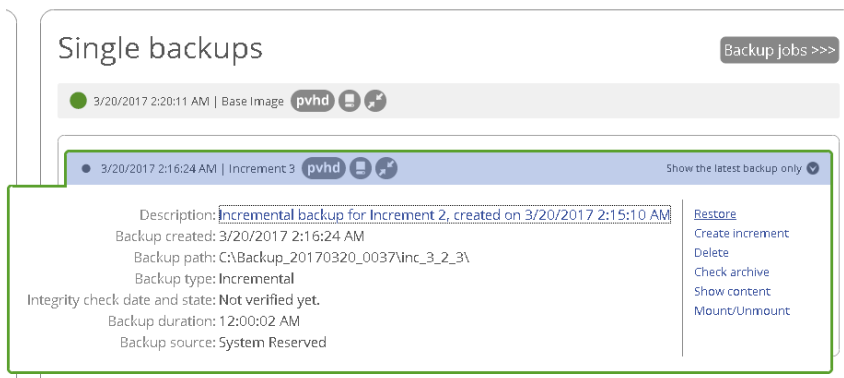 Single backups
Backup jobs >>>
3/20/2017 2:20:11 AM | Base Image pvhd
3/20/2017 2:16:24 AM | Increment 3 pvhd
Show the latest backup only
Description: Incremental backup for Increment 2, created on 3/20/2017 2:15:10 AM
Backup created: 3/20/2017 2:16:24 AM
Backup path: C:\Backup_20170320_0037\inc_3_2_3\
Backup type: Incremental
Integrity check date and state: Not verified yet.
Backup duration: 12:00:02 AM
Backup source: System Reserved
Restore
Create increment
Delete
Check archive
Show content
Mount/Unmount